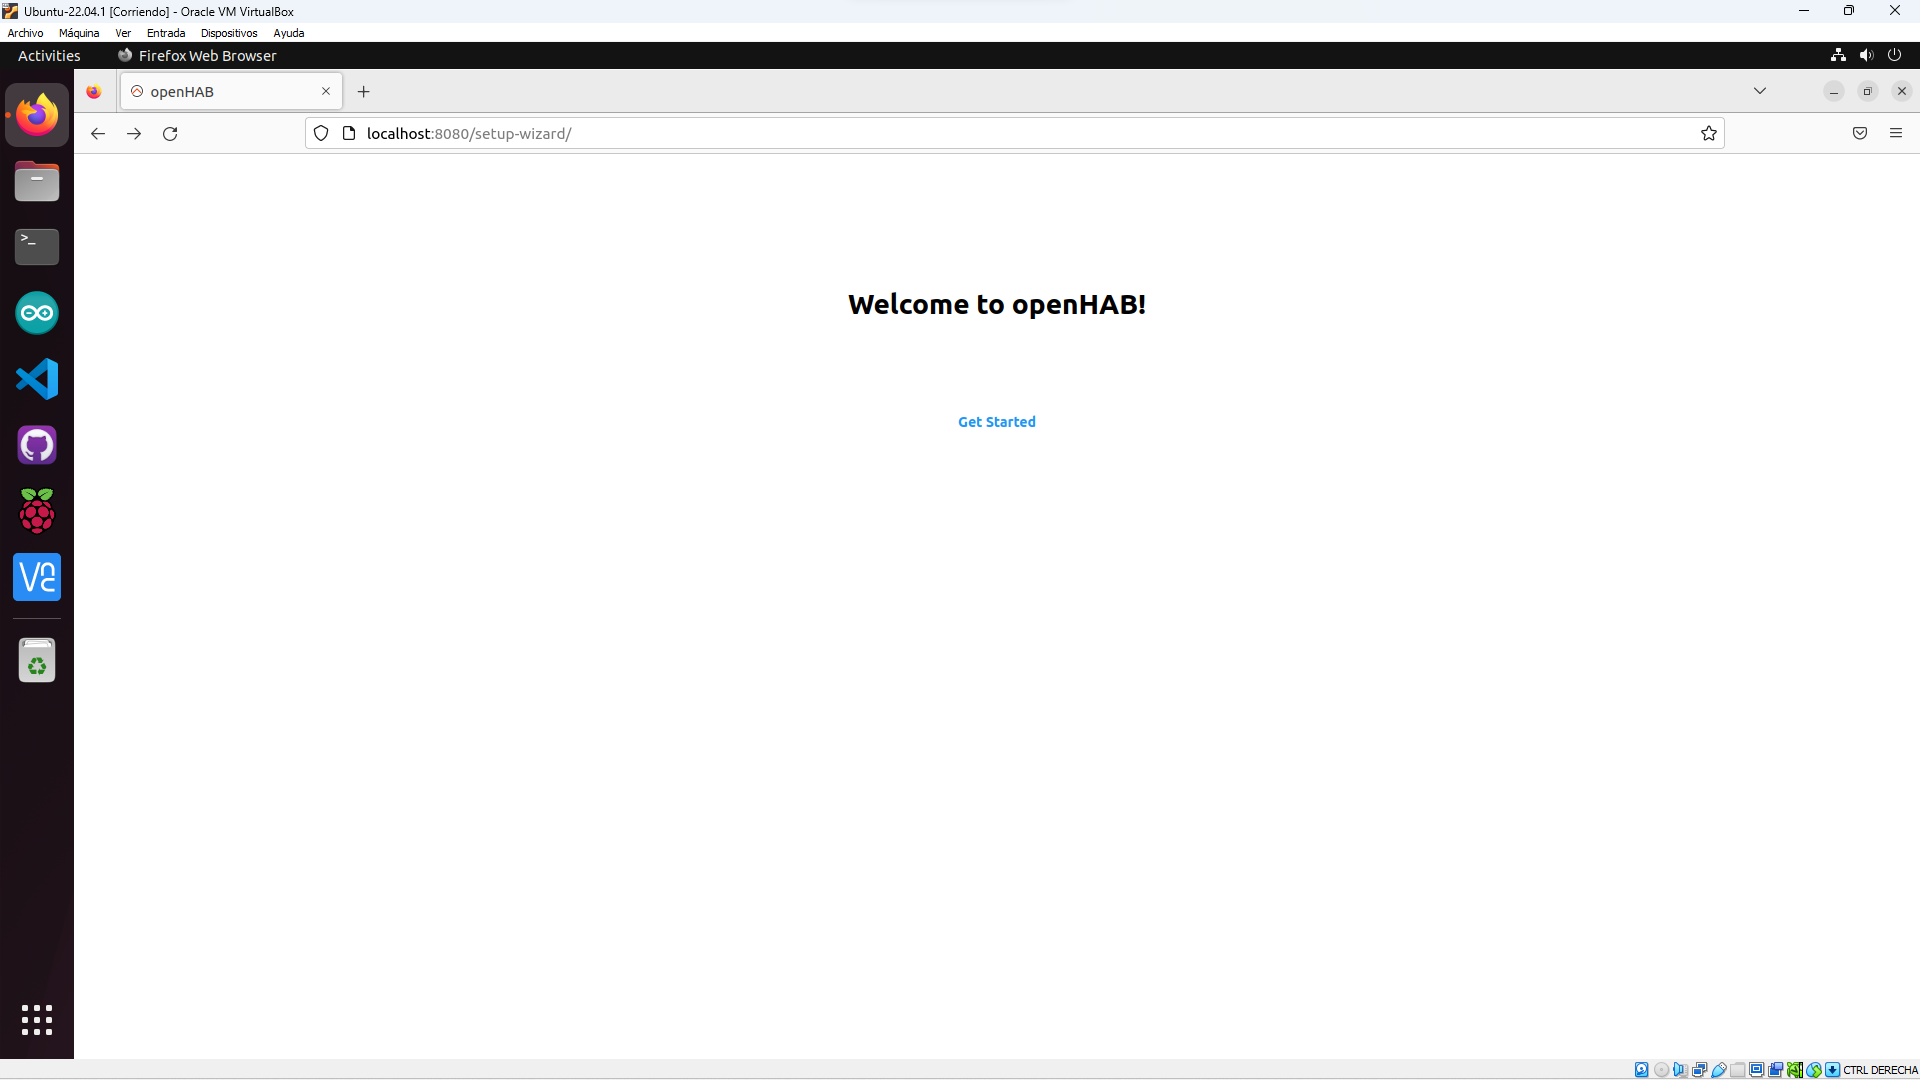 Ubuntu-22.04.1 [Corriendo] - Oracle VM VirtualBox
Archivo Máquina Ver Entrada Dispositivos Ayuda
Activities Firefox Web Browser
openHAB
localhost:8080/setup-wizard/
>_
Welcome to openHAB!
Get Started
CTRL DERECHA